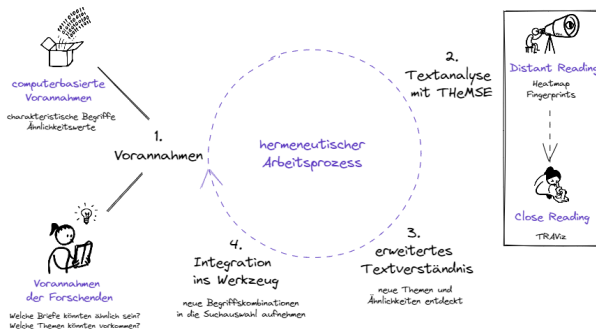 computerbasierte
Vorannahmen
charakteristische Begriffe
Ähnlichkeitswerte
1.
Vorannahmen
Vorannahmen
der Forschenden
Welche Briefe könnten ähnlich sein?
Welche Themen könnten vorkommen?
hermeneutischer
Arbeitsprozess
2.
Textanalyse
mit THeMSE
Distant Reading
Heatmap
Fingerprints
Close Reading
TRAViz
3.
erweitertes
Textverständnis
neue Themen und
Ähnlichkeiten entdeckt
4.
Integration
ins Werkzeug
neue Begriffskombinationen
in die Suchauswahl aufnehmen